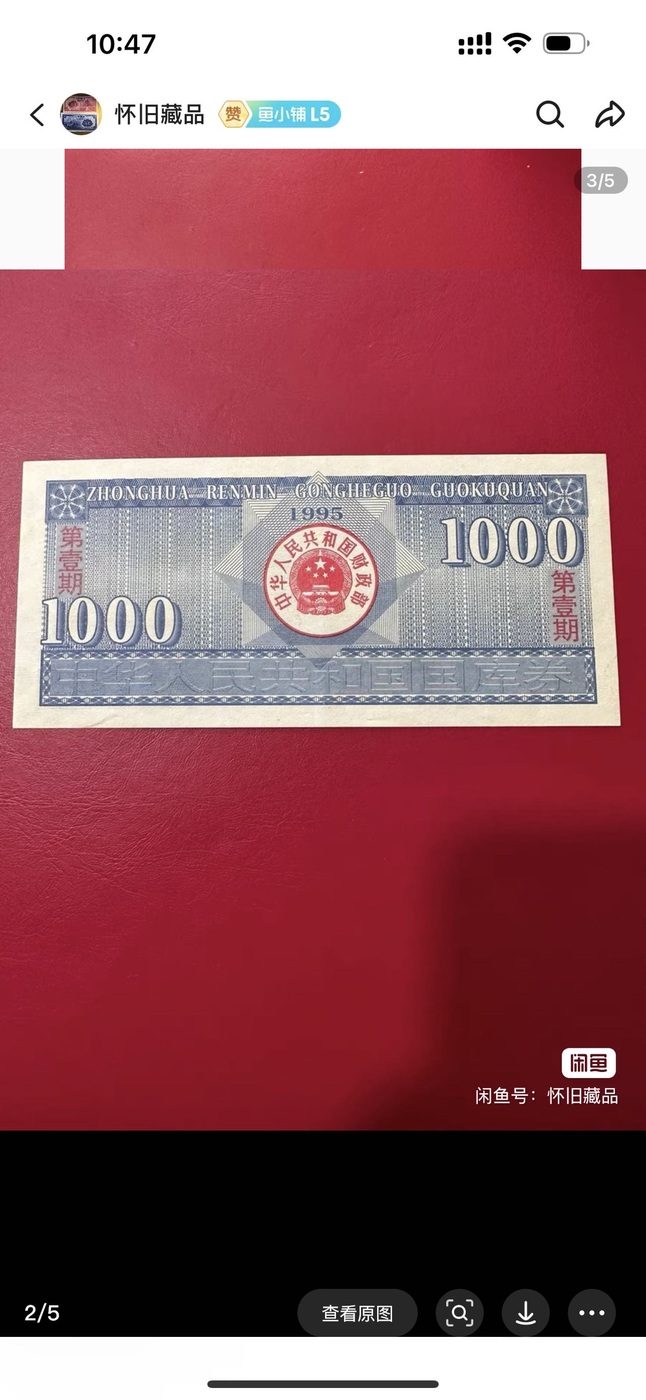 10:47
怀旧藏品 赞 鱼小铺 L5
3/5
ZHONGHUA RENMIN GONGHEGUO GUOKUQUAN
1995
1000
第壹期
中华人民共和国财政部
第壹期
1000
中华人民共和国国库券
闲鱼
闲鱼号：怀旧藏品
2/5
查看原图